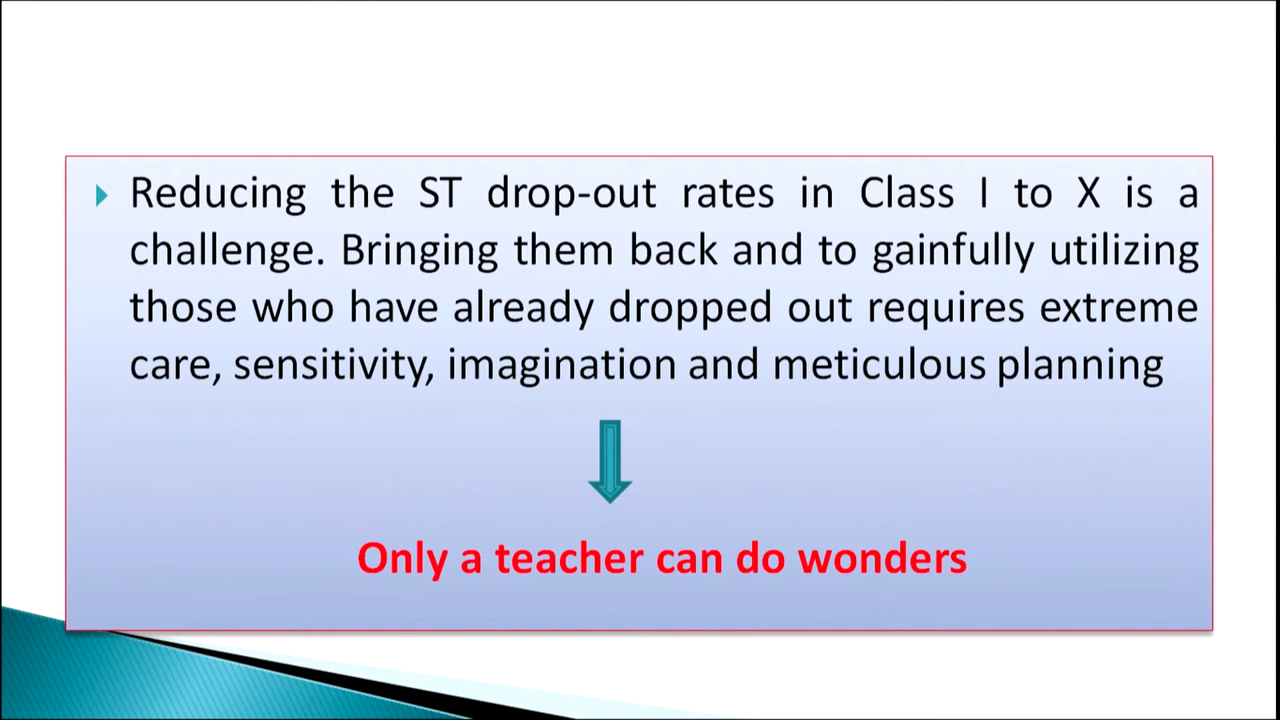 Reducing the ST drop-out rates in Class I to X is a
challenge. Bringing them back and to gainfully utilizing
those who have already dropped out requires extreme
care, sensitivity, imagination and meticulous planning
Only a teacher can do wonders